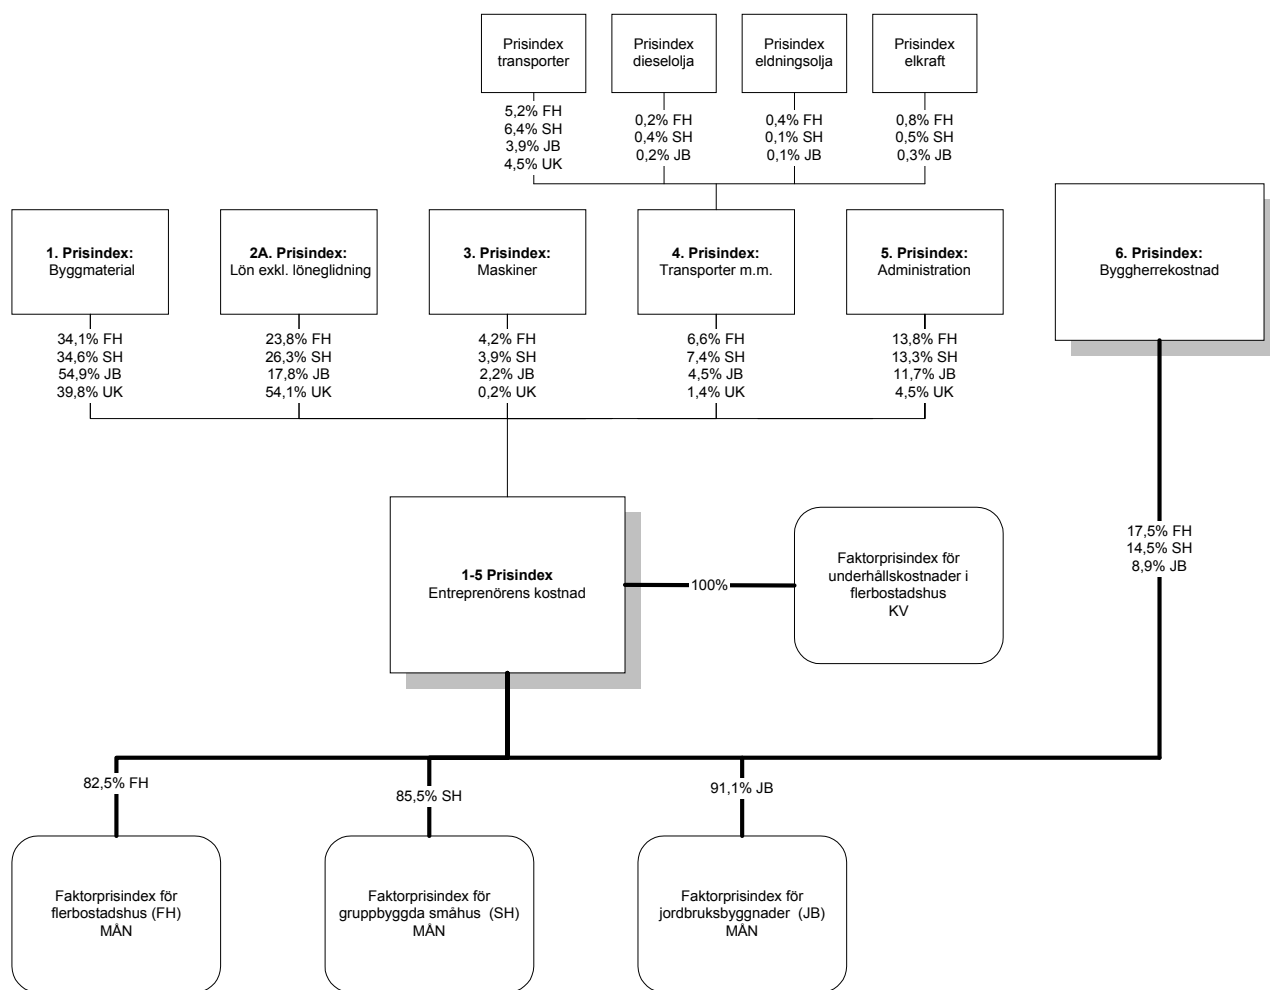 Prisindex
transporter
Prisindex
dieselolja
Prisindex
eldningsolja
Prisindex
elkraft
5,2% FH
6,4% SH
3,9% JB
4,5% UK
0,2% FH
0,4% SH
0,2% JB
0,4% FH
0,1% SH
0,1% JB
0,8% FH
0,5% SH
0,3% JB
1. Prisindex:
Byggmaterial
2A. Prisindex:
Lön exkl. löneglidning
3. Prisindex:
Maskiner
4. Prisindex:
Transporter m.m.
5. Prisindex:
Administration
6. Prisindex:
Byggherrekostnad
34,1% FH
34,6% SH
54,9% JB
39,8% UK
23,8% FH
26,3% SH
17,8% JB
54,1% UK
4,2% FH
3,9% SH
2,2% JB
0,2% UK
6,6% FH
7,4% SH
4,5% JB
1,4% UK
13,8% FH
13,3% SH
11,7% JB
4,5% UK
17,5% FH
14,5% SH
8,9% JB
1-5 Prisindex
Entreprenörens kostnad
100%
Faktorprisindex för
underhållskostnader i
flerbostadshus
KV
82,5% FH
85,5% SH
91,1% JB
Faktorprisindex för
flerbostadshus (FH)
MÅN
Faktorprisindex för
gruppbyggda småhus (SH)
MÅN
Faktorprisindex för
jordbruksbyggnader (JB)
MÅN